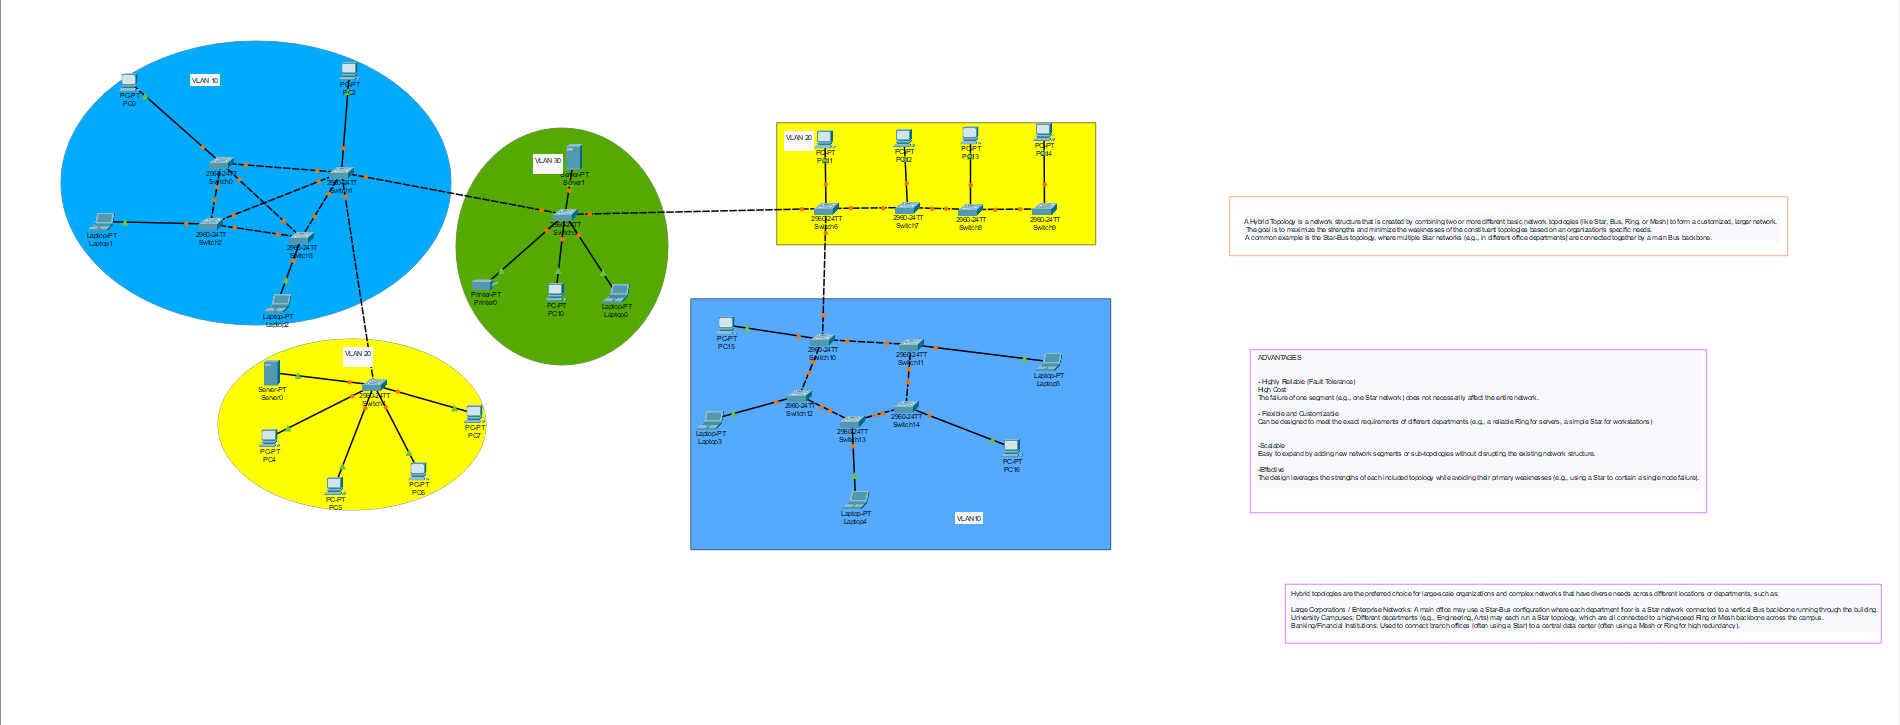 VLAN 10
PC-PT
PC0
PC-PT
PC2
2960-24TT
Switch0
2960-24TT
Switch1
Laptop-PT
Laptop1
2960-24TT
Switch2
2960-24TT
Switch3
Laptop-PT
Laptop2
VLAN 30
Server-PT
Server1
2960-24TT
Printer-PT
Printer0
PC-PT
PC10
Laptop-PT
Laptop0
VLAN 20
Server-PT
Server0
2960-24TT
Switch4
PC-PT
PC7
PC-PT
PC4
PC-PT
PC6
PC-PT
PC5
VLAN 20
PC-PT
PC11
PC-PT
PC12
PC-PT
PC13
PC-PT
PC14
2960-24TT
Switch6
2960-24TT
Switch7
2960-24TT
Switch8
2960-24TT
Switch9
PC-PT
PC15
2960-24TT
Switch10
2960-24TT
Switch11
Laptop-PT
2960-24TT
Switch12
2960-24TT
Switch13
2960-24TT
Switch14
Laptop-PT
Laptop3
PC-PT
PC16
Laptop-PT
Laptop4
VLAN10
A Hybrid Topology is a network structure that is created by combining two or more different basic network topologies (like Star, Bus, Ring, or Mesh) to form a customized, larger network.
The goal is to maximize the strengths and minimize the weaknesses of the constituent topologies based on an organization's specific needs.
A common example is the Star-Bus topology, where multiple Star networks (e.g., in different office departments) are connected together by a main Bus backbone.
ADVANTAGES
- Highly Reliable (Fault Tolerance)
High Cost
The failure of one segment (e.g., one Star network) does not necessarily affect the entire network.
- Flexible and Customizable
Can be designed to meet the exact requirements of different departments (e.g., a reliable Ring for servers, a simple Star for workstations)
-Scalable
Easy to expand by adding new network segments or sub-topologies without disrupting the existing network structure.
-Effective
The design leverages the strengths of each included topology while avoiding their primary weaknesses (e.g., using a Star to contain a single node failure).
Hybrid topologies are the preferred choice for large-scale organizations and complex networks that have diverse needs across different locations or departments, such as:
Large Corporations / Enterprise Networks: A main office may use a Star-Bus configuration where each department floor is a Star network connected to a vertical Bus backbone running through the building.
University Campuses: Different departments (e.g., Engineering, Arts) may each run a Star topology, which are all connected to a high-speed Ring or Mesh backbone across the campus.
Banking/Financial Institutions: Used to connect branch offices (often using a Star) to a central data center (often using a Mesh or Ring for high redundancy).